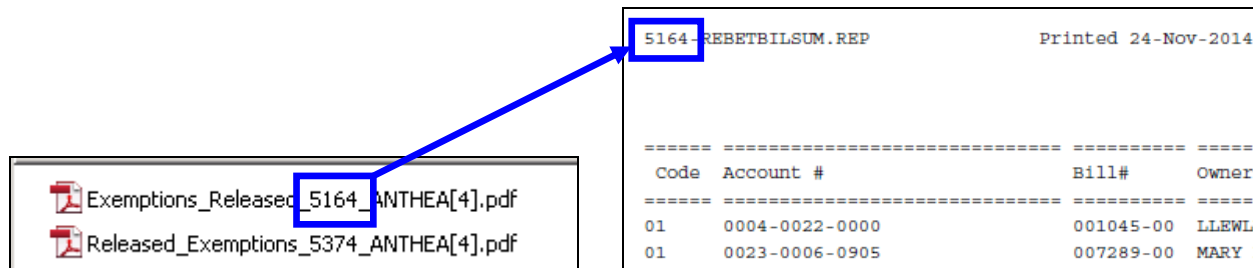 Exemptions_Released_5164_ANTHEA[4].pdf
Released_Exemptions_5374_ANTHEA[4].pdf
5164-REBETBILSUM.REP Printed 24-Nov-2014
====== ============================== ========== =====
Code Account # Bill# Owner
====== ============================== ========== =====
01 0004-0022-0000 001045-00 LLEWL
01 0023-0006-0905 007289-00 MARY